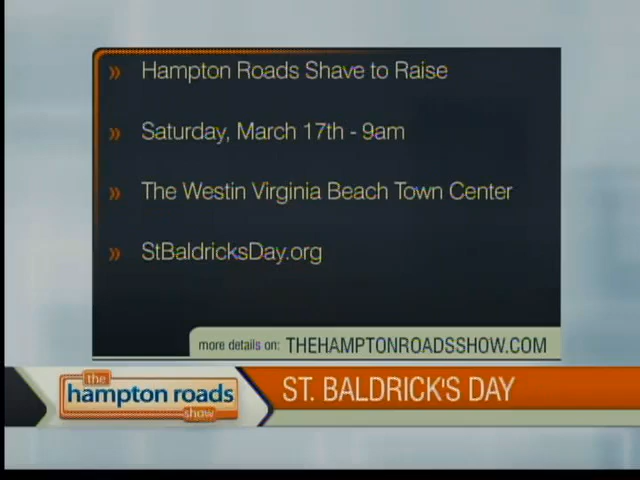 » Hampton Roads Shave to Raise
» Saturday, March 17th - 9am
» The Westin Virginia Beach Town Center
» StBaldricksDay.org
more details on: THEHAMPTONROADSSHOW.COM
the
hampton roads
show
ST. BALDRICK'S DAY